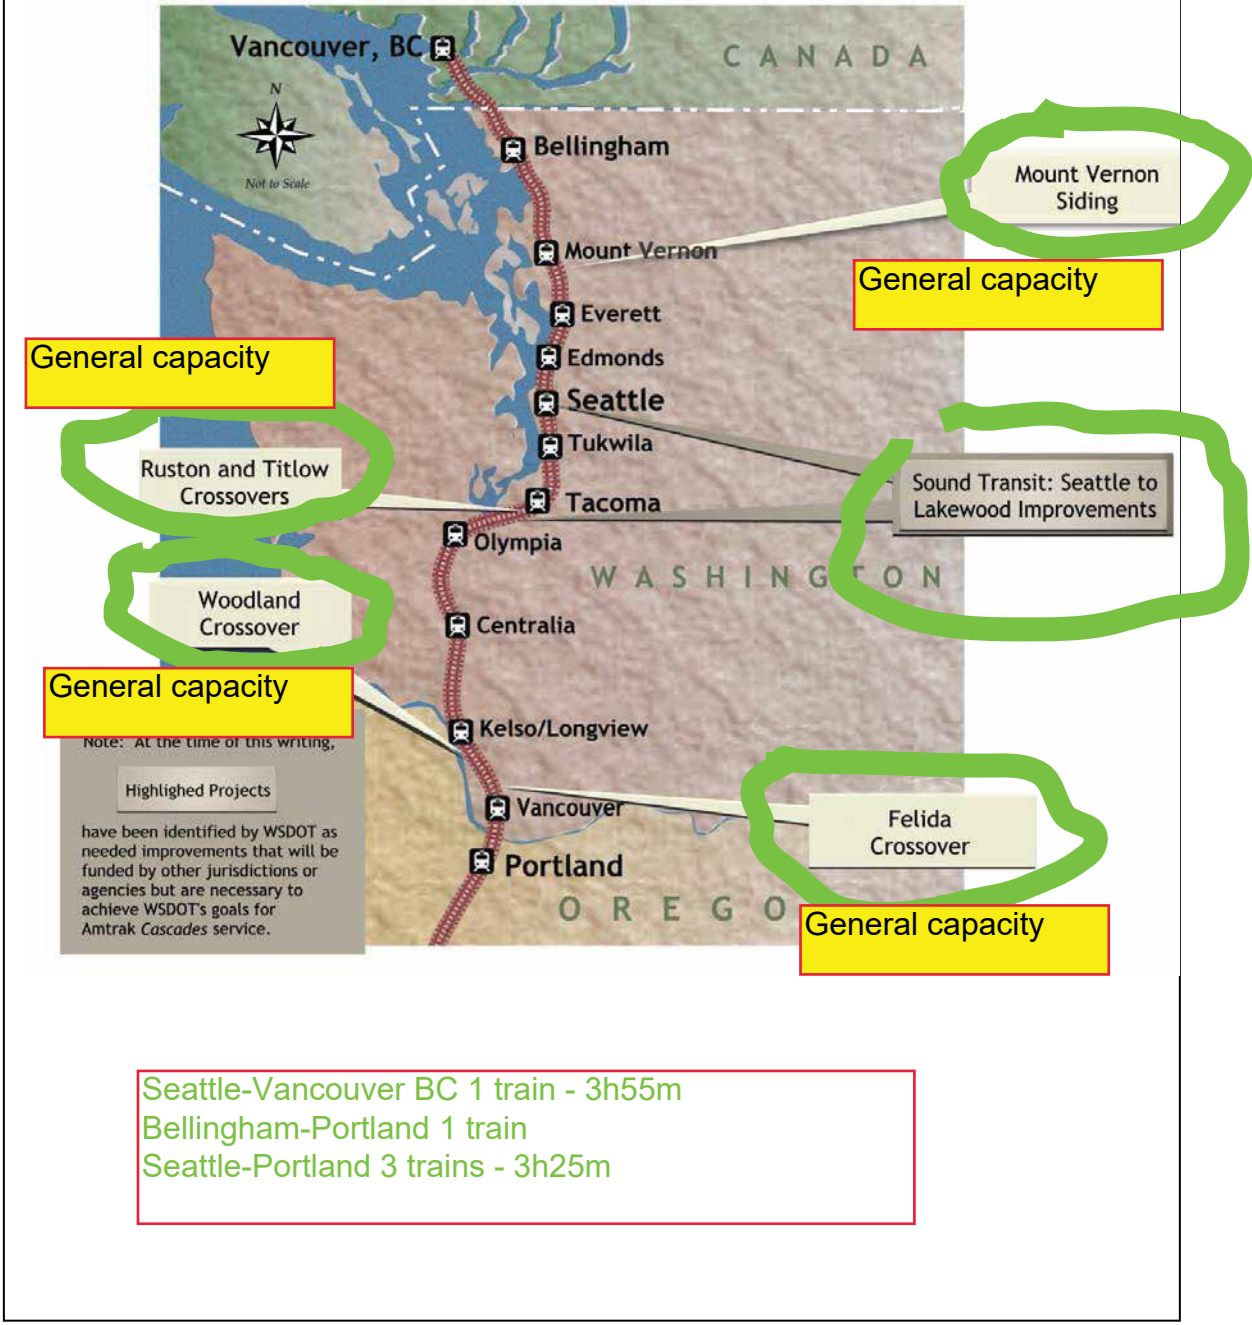 Vancouver, BC
CANADA
N
Not to Scale
Bellingham
Mount Vernon
Siding
Mount Vernon
General capacity
Everett
General capacity
Edmonds
Seattle
Tukwila
Ruston and Titlow
Crossovers
Sound Transit: Seattle to
Lakewood Improvements
Tacoma
Olympia
WASHINGTON
Woodland
Crossover
Centralia
General capacity
Kelso/Longview
Note: At the time of this writing,
Highlighed Projects
have been identified by WSDOT as
needed improvements that will be
funded by other jurisdictions or
agencies but are necessary to
achieve WSDOT's goals for
Amtrak Cascades service.
Vancouver
Felida
Crossover
Portland
OREGO
General capacity
Seattle-Vancouver BC 1 train - 3h55m
Bellingham-Portland 1 train
Seattle-Portland 3 trains - 3h25m